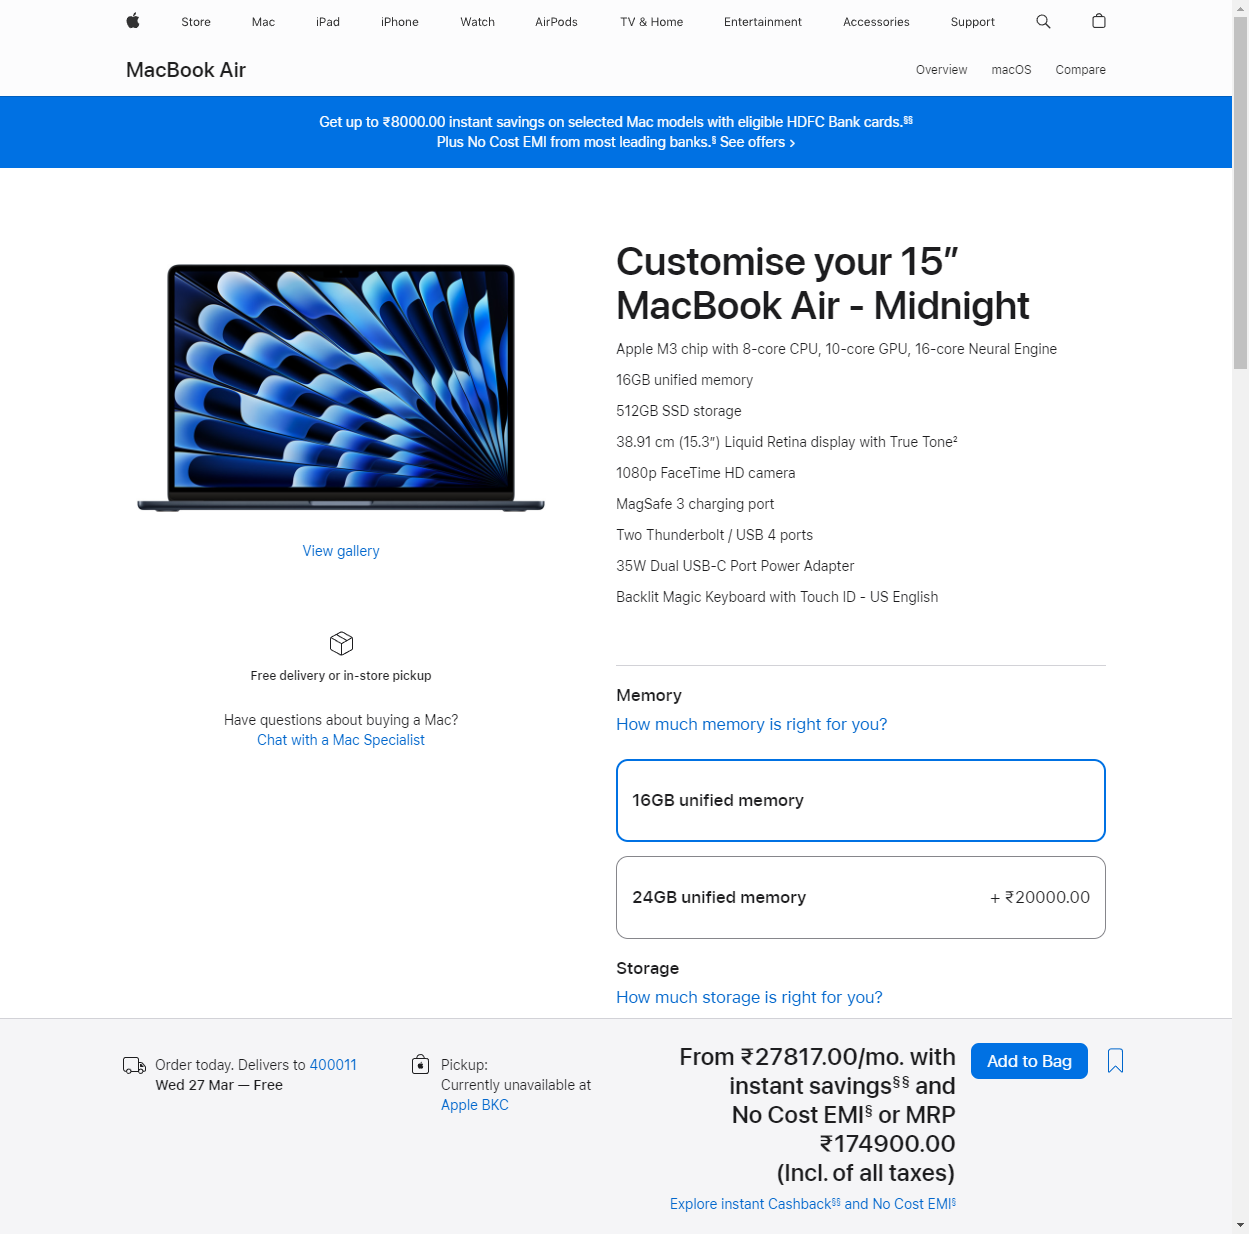 Store
Mac
iPad
iPhone
Watch
AirPods
TV & Home
Entertainment
Accessories
Support
MacBook Air
Overview
macOS
Compare
Get up to ₹8000.00 instant savings on selected Mac models with eligible HDFC Bank cards.§§
Plus No Cost EMI from most leading banks.§ See offers >
Customise your 15”
MacBook Air - Midnight
Apple M3 chip with 8-core CPU, 10-core GPU, 16-core Neural Engine
16GB unified memory
512GB SSD storage
38.91 cm (15.3″) Liquid Retina display with True Tone²
1080p FaceTime HD camera
MagSafe 3 charging port
Two Thunderbolt / USB 4 ports
35W Dual USB-C Port Power Adapter
Backlit Magic Keyboard with Touch ID - US English
View gallery
Free delivery or in-store pickup
Have questions about buying a Mac?
Chat with a Mac Specialist
Memory
How much memory is right for you?
16GB unified memory
24GB unified memory + ₹20000.00
Storage
How much storage is right for you?
Order today. Delivers to 400011
Wed 27 Mar — Free
Pickup:
Currently unavailable at
Apple BKC
From ₹27817.00/mo. with
instant savings§§ and
No Cost EMI§ or MRP
₹174900.00
(Incl. of all taxes)
Explore instant Cashback§§ and No Cost EMI§
Add to Bag